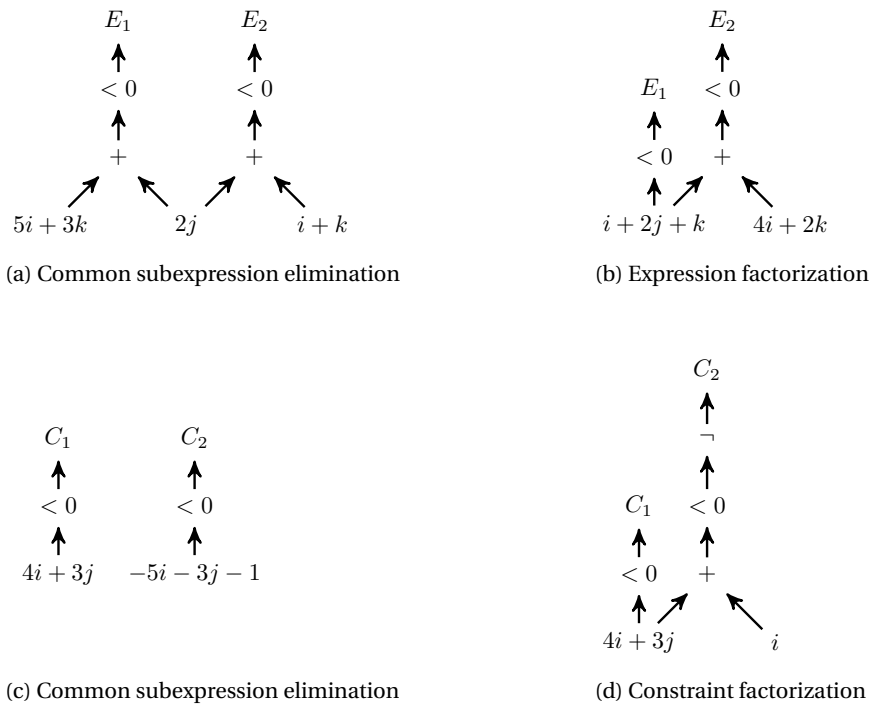 E₁ E₂
< 0 < 0
+ +
5i + 3k 2j i + k
(a) Common subexpression elimination
E₂
E₁ < 0
< 0 +
i + 2j + k 4i + 2k
(b) Expression factorization
C₁ C₂
< 0 < 0
4i + 3j −5i − 3j − 1
(c) Common subexpression elimination
C₂
¬
C₁ < 0
< 0 +
4i + 3j i
(d) Constraint factorization